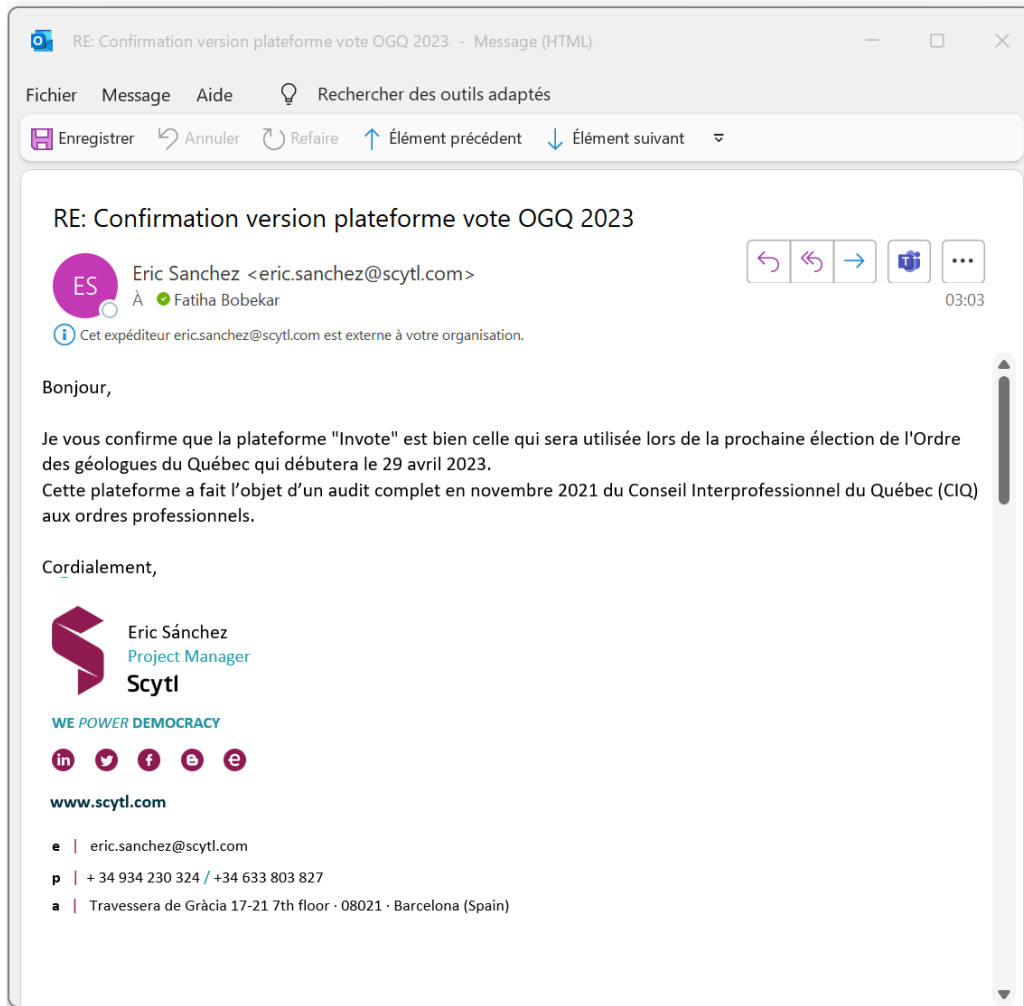 RE: Confirmation version plateforme vote OGQ 2023 - Message (HTML)
Fichier Message Aide Rechercher des outils adaptés
Enregistrer Annuler Refaire Élément précédent Élément suivant
RE: Confirmation version plateforme vote OGQ 2023
ES
Eric Sanchez <eric.sanchez@scytl.com>
À Fatiha Bobekar
03:03
Cet expéditeur eric.sanchez@scytl.com est externe à votre organisation.
Bonjour,
Je vous confirme que la plateforme "Invote" est bien celle qui sera utilisée lors de la prochaine élection de l'Ordre
des géologues du Québec qui débutera le 29 avril 2023.
Cette plateforme a fait l’objet d’un audit complet en novembre 2021 du Conseil Interprofessionnel du Québec (CIQ)
aux ordres professionnels.
Cordialement,
Eric Sánchez
Project Manager
Scytl
WE POWER DEMOCRACY
www.scytl.com
e | eric.sanchez@scytl.com
p | + 34 934 230 324 / +34 633 803 827
a | Travessera de Gràcia 17-21 7th floor · 08021 · Barcelona (Spain)